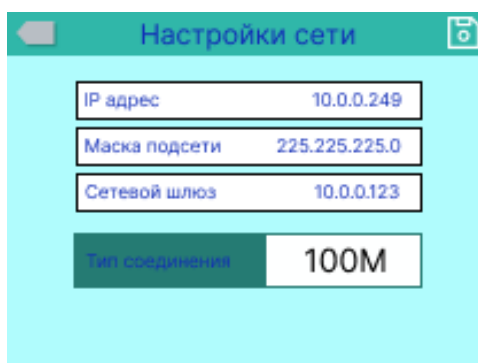 Настройки сети
IP адрес 10.0.0.249
Маска подсети 225.225.225.0
Сетевой шлюз 10.0.0.123
Тип соединения 100M